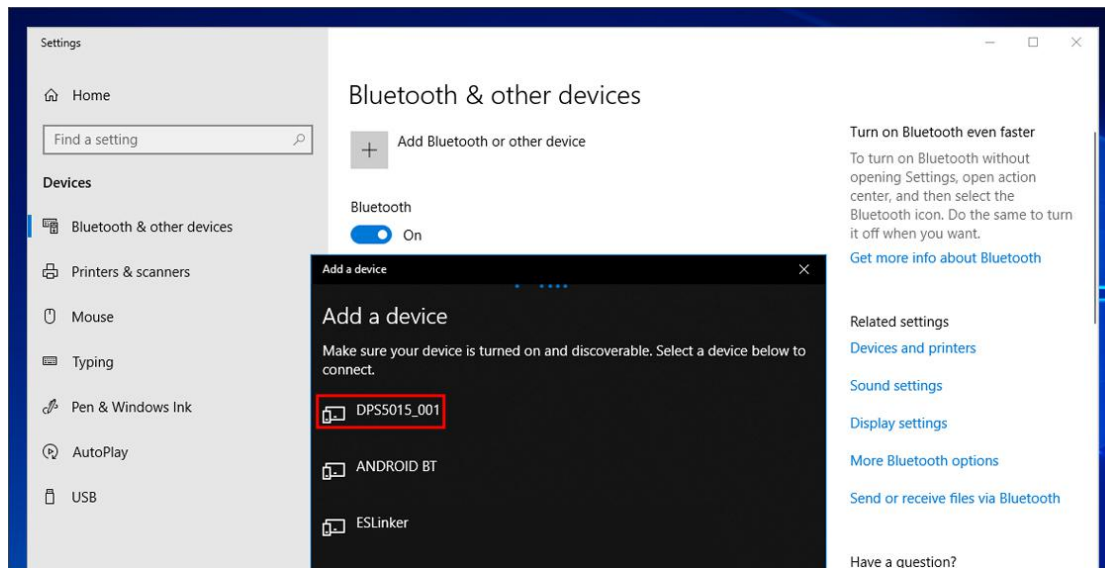 Settings
Home
Find a setting
Devices
Bluetooth & other devices
Printers & scanners
Mouse
Typing
Pen & Windows Ink
AutoPlay
USB
Bluetooth & other devices
Add Bluetooth or other device
Bluetooth
On
Add a device
Add a device
Make sure your device is turned on and discoverable. Select a device below to
connect.
DPS5015_001
ANDROID BT
ESLinker
Turn on Bluetooth even faster
To turn on Bluetooth without
opening Settings, open action
center, and then select the
Bluetooth icon. Do the same to turn
it off when you want.
Get more info about Bluetooth
Related settings
Devices and printers
Sound settings
Display settings
More Bluetooth options
Send or receive files via Bluetooth
Have a question?